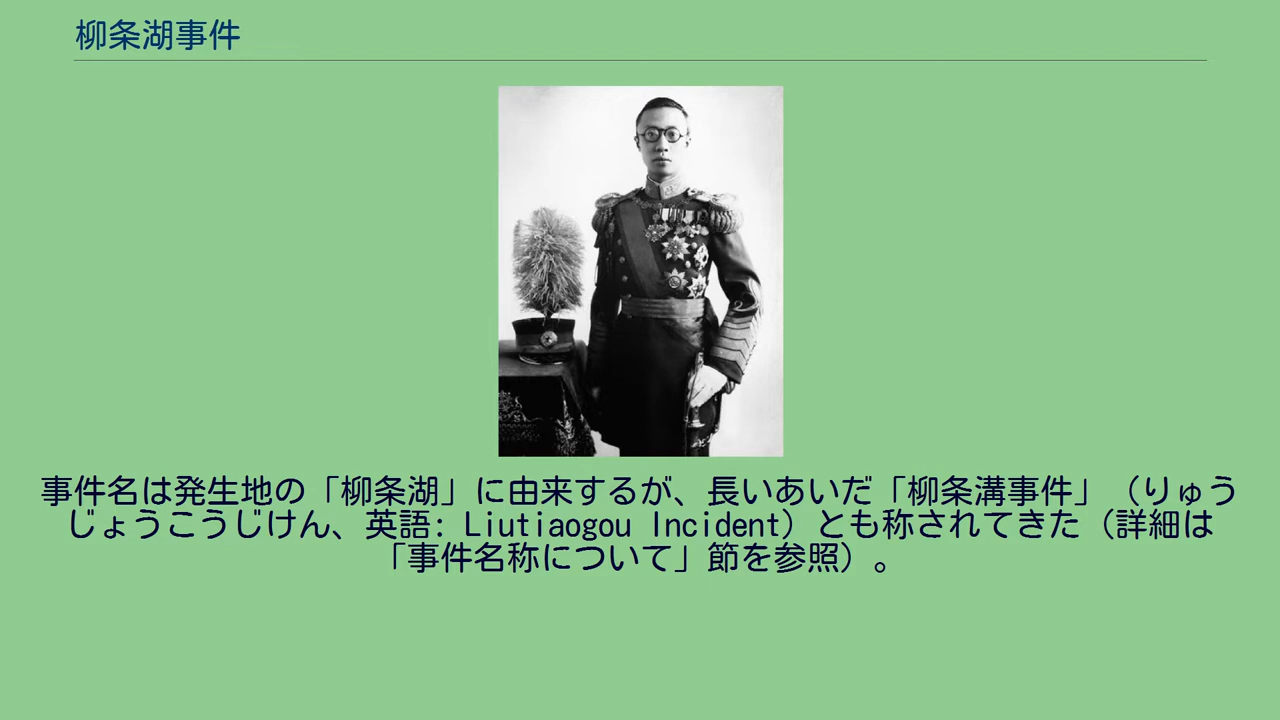 柳条湖事件
事件名は発生地の「柳条湖」に由来するが、長いあいだ「柳条溝事件」（りゅう
じょうこうじけん、英語: Liutiaogou Incident）とも称されてきた（詳細は
「事件名称について」節を参照）。